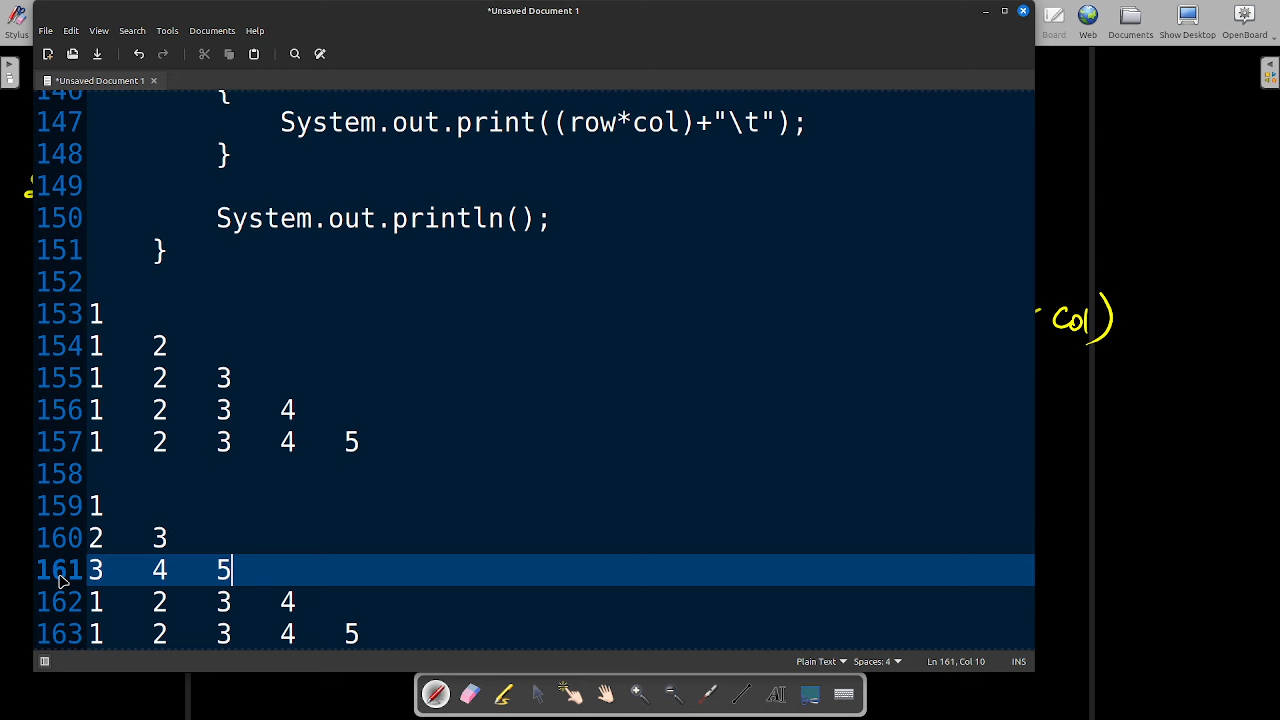 *Unsaved Document 1
Stylus
Board Web Documents Show Desktop OpenBoard
File Edit View Search Tools Documents Help
*Unsaved Document 1
146 {
147 System.out.print((row*col)+"\t");
148 }
149
150 System.out.println();
151 }
152
153 1
154 1 2
155 1 2 3
156 1 2 3 4
157 1 2 3 4 5
158
159 1
160 2 3
161 3 4 5
162 1 2 3 4
163 1 2 3 4 5
col)
Plain Text Spaces: 4 Ln 161, Col 10 INS